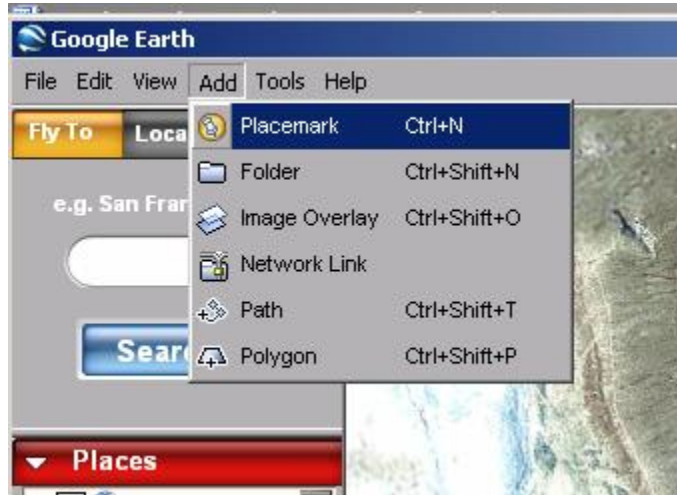 Google Earth
File Edit View Add Tools Help
Fly To
Placemark Ctrl+N
Folder Ctrl+Shift+N
e.g. San
Image Overlay Ctrl+Shift+O
Network Link
Path Ctrl+Shift+T
Polygon Ctrl+Shift+P
Places